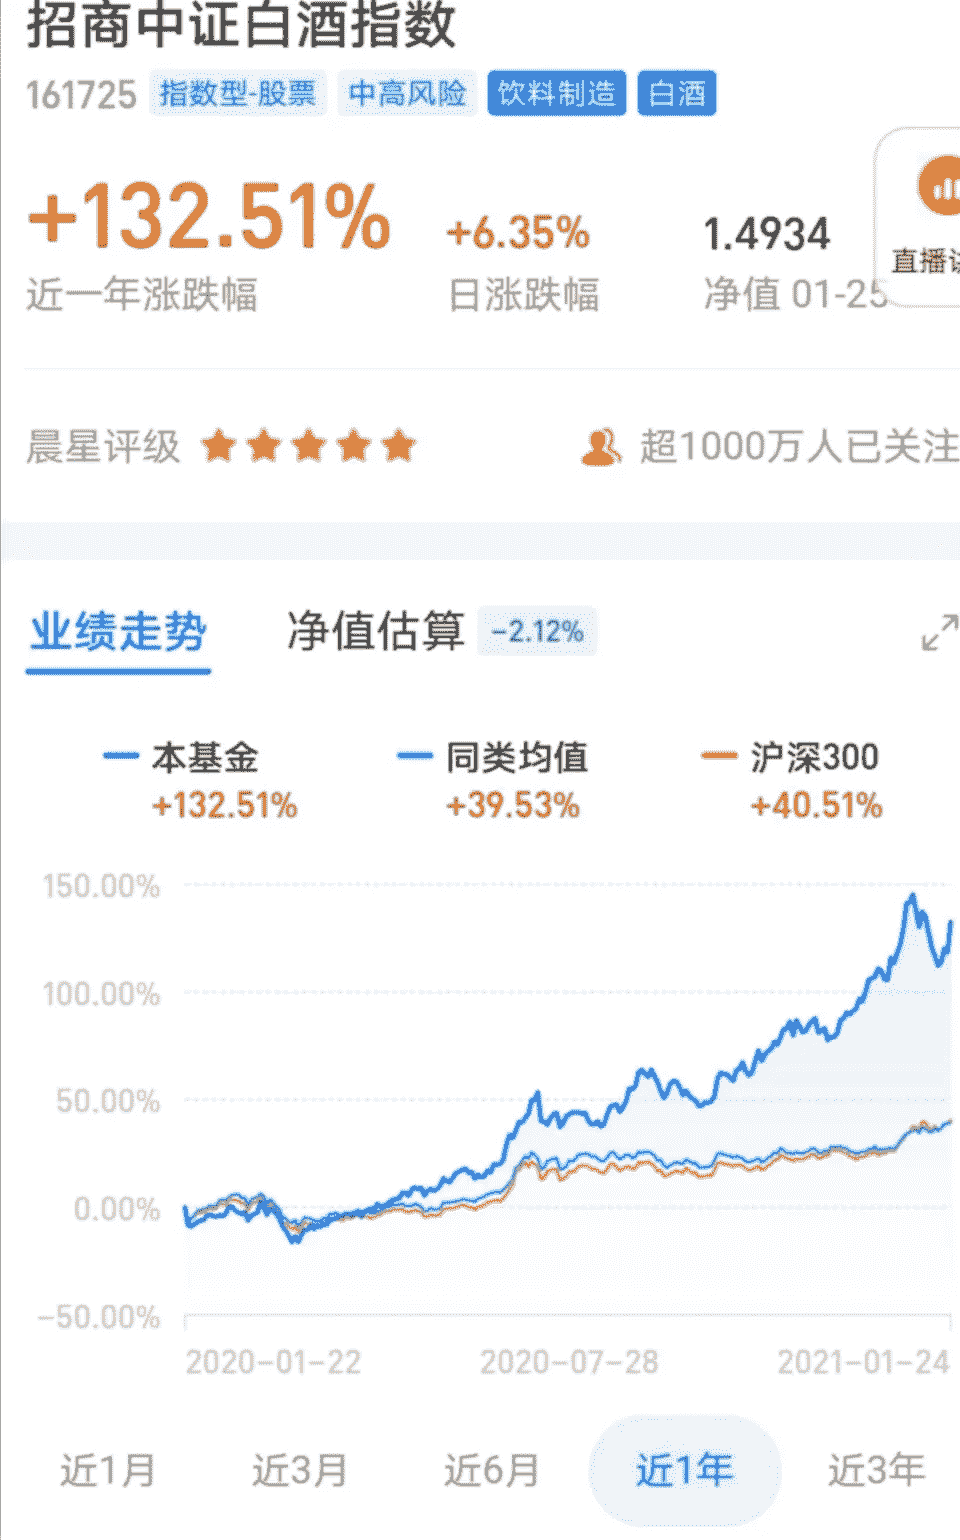 招商中证白酒指数
161725 指数型-股票 中高风险 饮料制造 白酒
+132.51% +6.35% 1.4934
近一年涨跌幅 日涨跌幅 净值 01-25
直播
晨星评级 超1000万人已关注
业绩走势 净值估算 -2.12%
本基金 同类均值 沪深300
+132.51% +39.53% +40.51%
150.00%
100.00%
50.00%
0.00%
-50.00%
2020-01-22 2020-07-28 2021-01-24
近1月 近3月 近6月 近1年 近3年